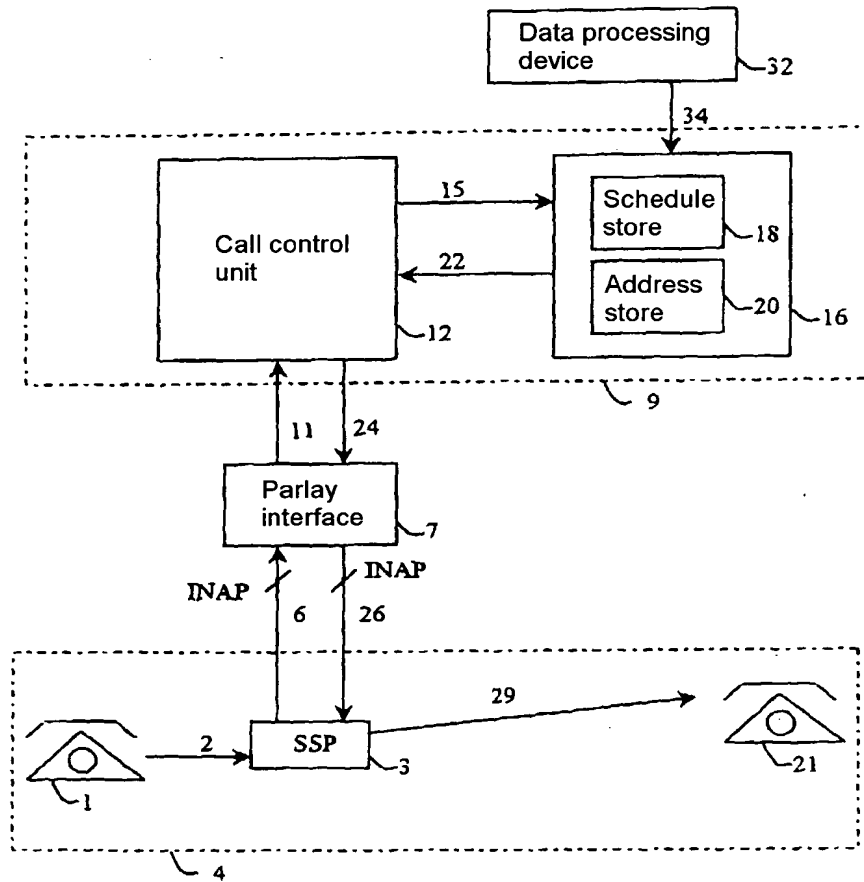 Data processing
device
32
34
15
Schedule
store
18
Call control
unit
22
Address
store
20
16
12
9
11
24
Parlay
interface
7
INAP
INAP
6
26
29
2
SSP
3
1
21
4